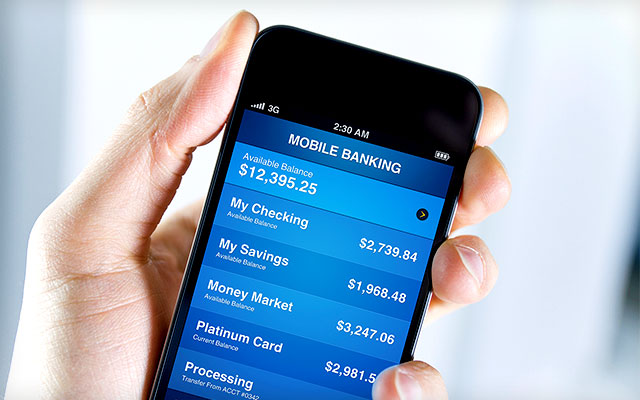 3G
2:30 AM
MOBILE BANKING
Available Balance
$12,395.25
My Checking
Available Balance
$2,739.84
My Savings
Available Balance
$1,968.48
Money Market
Available Balance
$3,247.06
Platinum Card
Current Balance
$2,981.5
Processing
Transfer From ACCT #0342